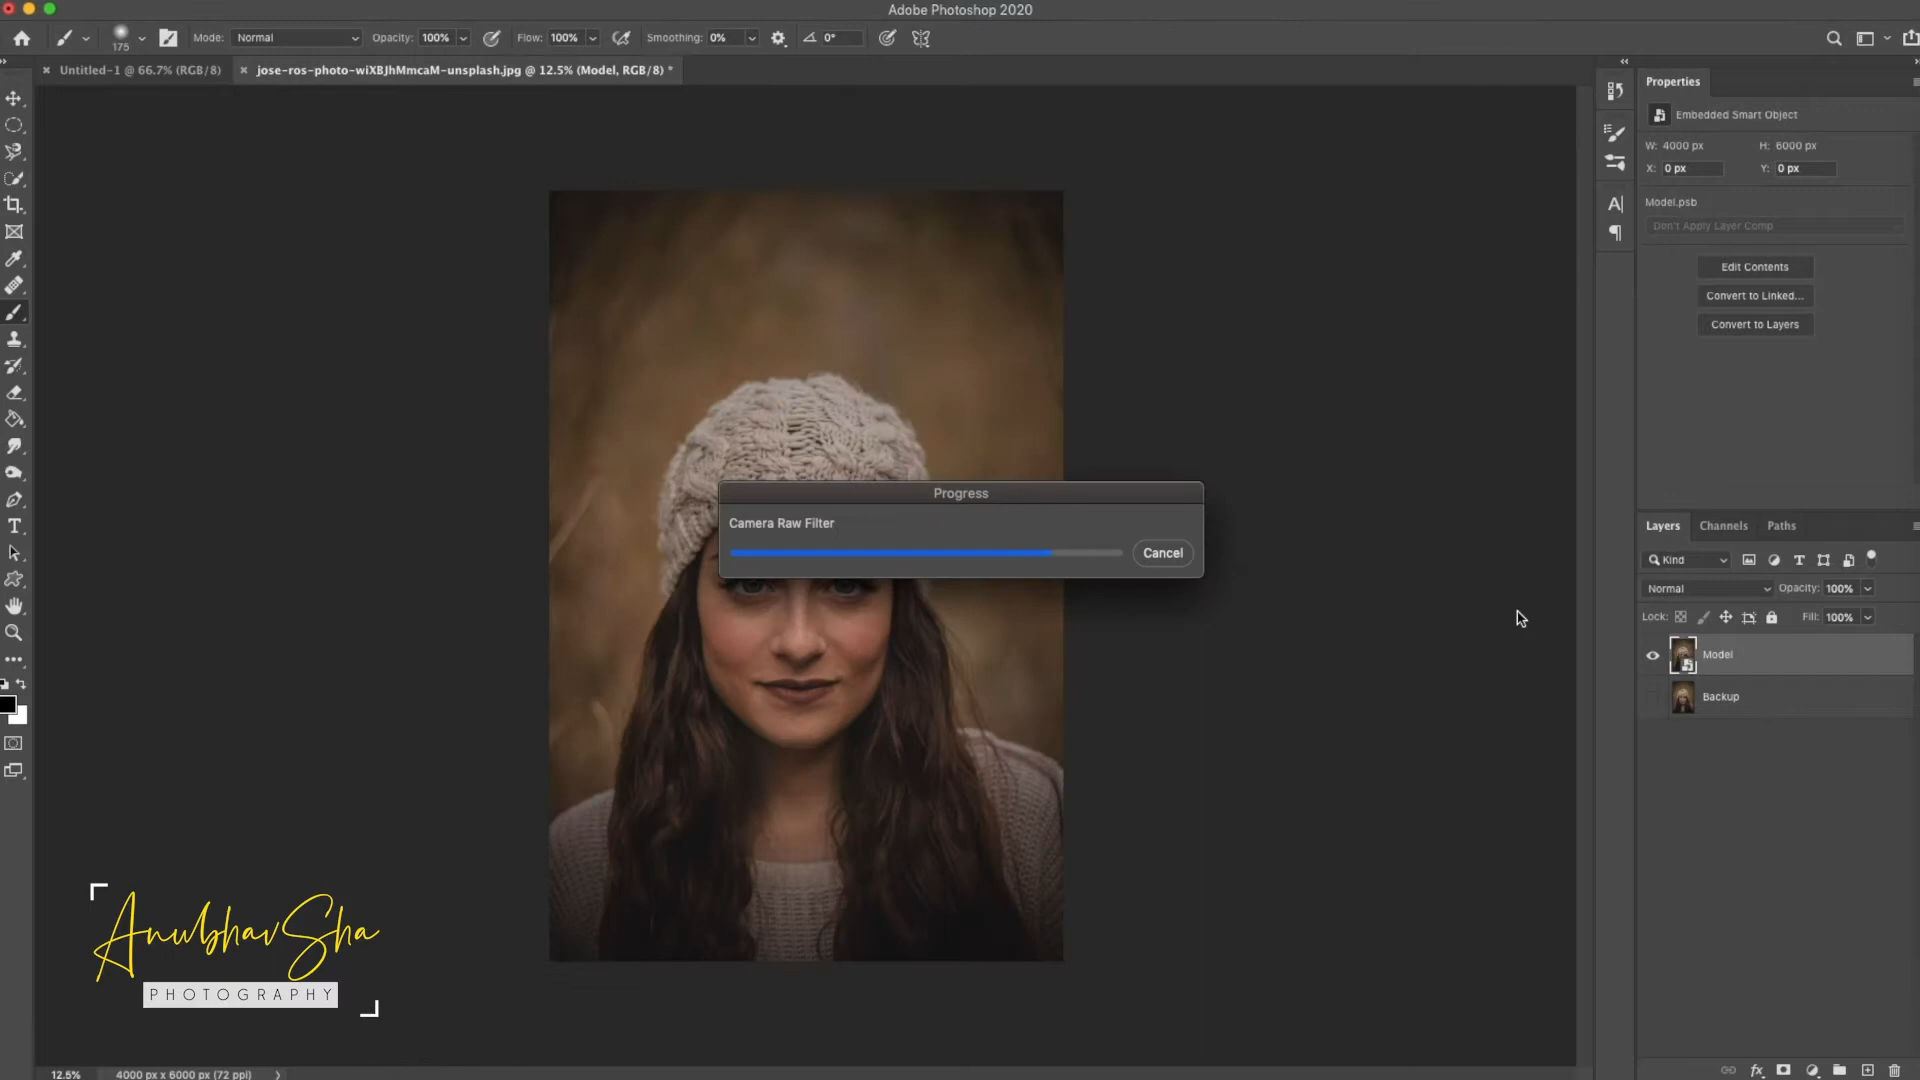 Adobe Photoshop 2020
175
Mode: Normal
Opacity: 100%
Flow: 100%
Smoothing: 0%
0°
Untitled-1 @ 66.7% (RGB/8)
jose-ros-photo-wiXBJhMmcaM-unsplash.jpg @ 12.5% (Model, RGB/8) *
Properties
Embedded Smart Object
W: 4000 px H: 6000 px
X: 0 px Y: 0 px
Model.psb
Don't Apply Layer Comp
Edit Contents
Convert to Linked...
Convert to Layers
Progress
Camera Raw Filter
Cancel
Layers Channels Paths
Kind
Normal Opacity: 100%
Lock: Fill: 100%
Model
Backup
AnubhavSha
PHOTOGRAPHY
12.5% 4000 px x 6000 px (72 ppi)